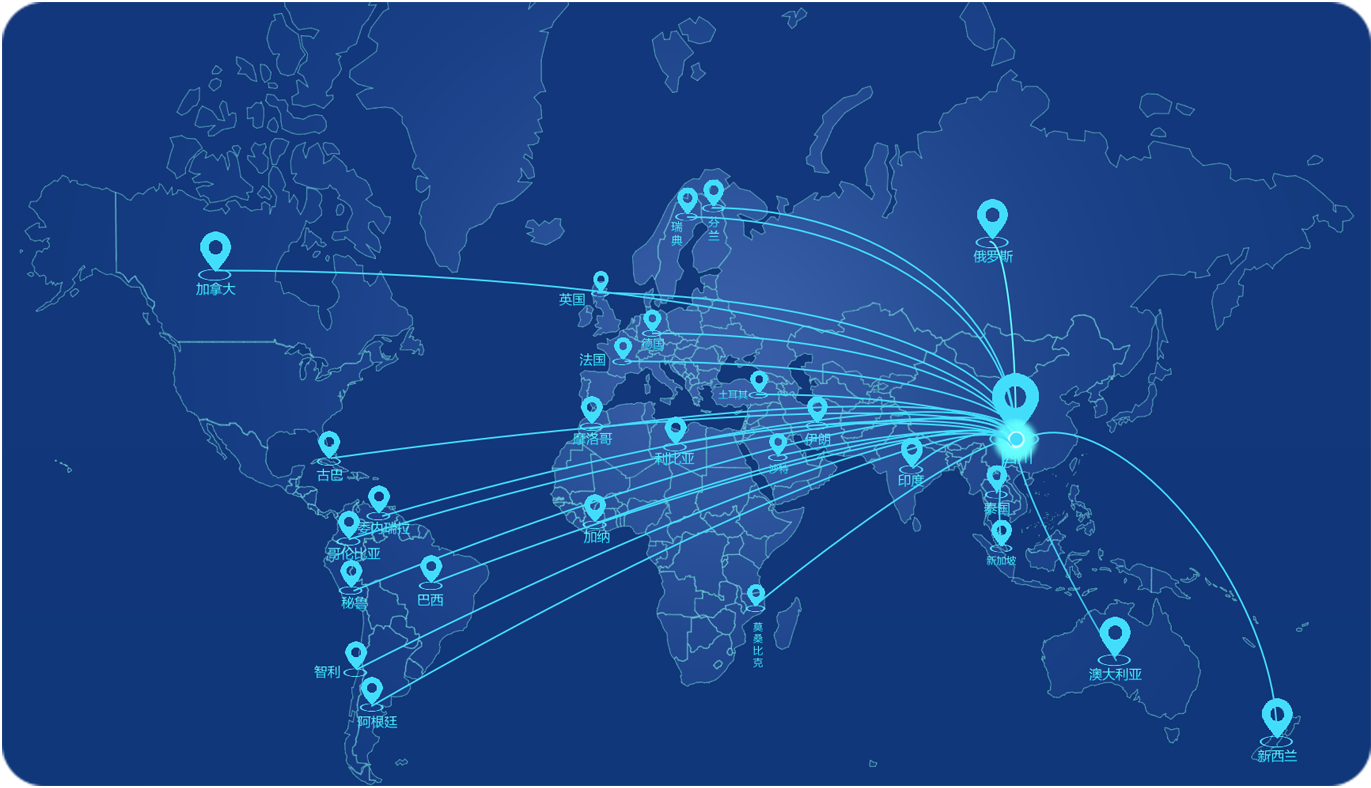 瑞典
芬兰
俄罗斯
加拿大
英国
德国
法国
土耳其
摩洛哥
伊朗
利比亚
沙特
古巴
印度
泰国
委内瑞拉
加纳
哥伦比亚
新加坡
秘鲁
巴西
莫桑比克
智利
澳大利亚
阿根廷
新西兰